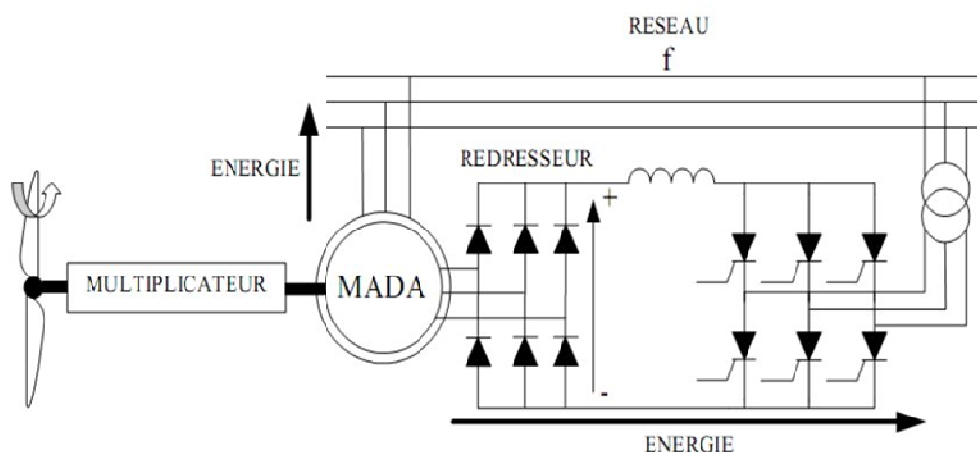 RESEAU
f
ENERGIE
REDRESSEUR
+
MULTIPLICATEUR
MADA
-
ENERGIE